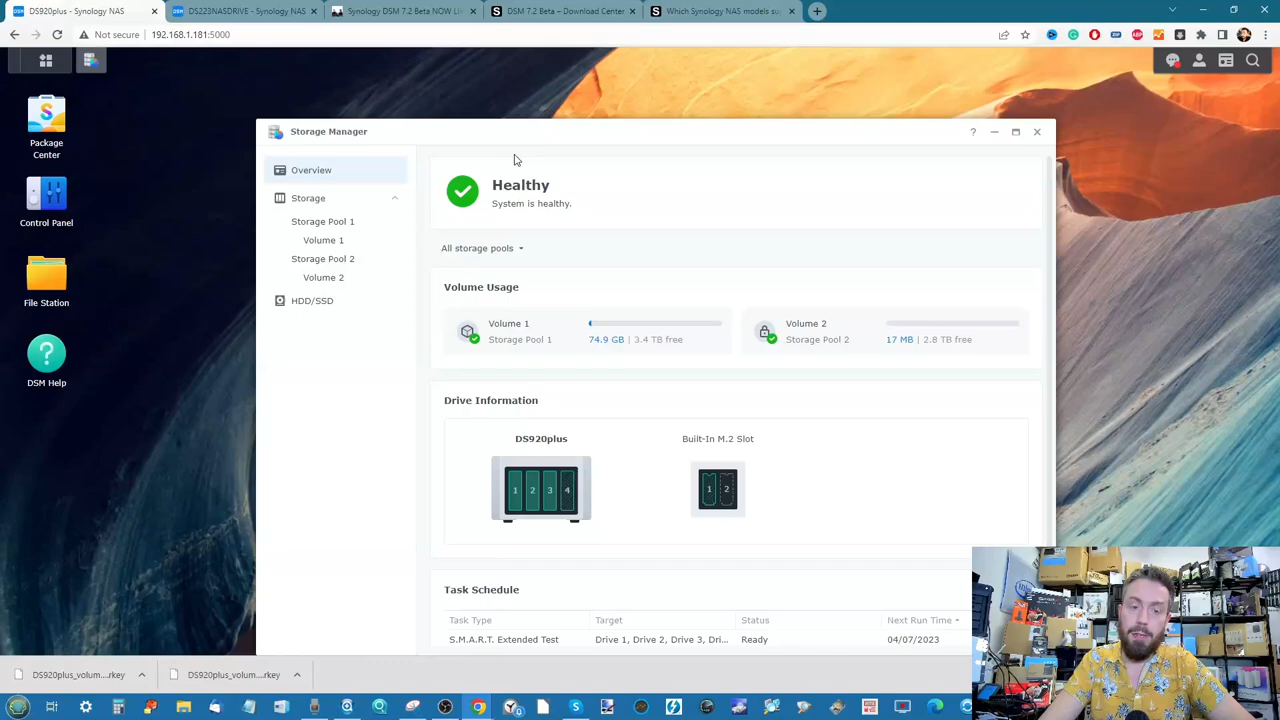 DS920plus - Synology NAS
DS223NASDRIVE - Synology NAS
Synology DSM 7.2 Beta NOW LI
DSM 7.2 Beta – Download Center
Which Synology NAS models su
Not secure
192.168.1.181:5000
Package
Center
Control Panel
File Station
DSM Help
Storage Manager
Overview
Storage
Storage Pool 1
Volume 1
Storage Pool 2
Volume 2
HDD/SSD
Healthy
System is healthy.
All storage pools
Volume Usage
Volume 1
Storage Pool 1
74.9 GB | 3.4 TB free
Volume 2
Storage Pool 2
17 MB | 2.8 TB free
Drive Information
DS920plus
1 2 3 4
Built-In M.2 Slot
1 2
Task Schedule
Task Type Target Status Next Run Time
S.M.A.R.T. Extended Test Drive 1, Drive 2, Drive 3, Dri... Ready 04/07/2023
DS920plus_volum....rkey
DS920plus_volum....rkey